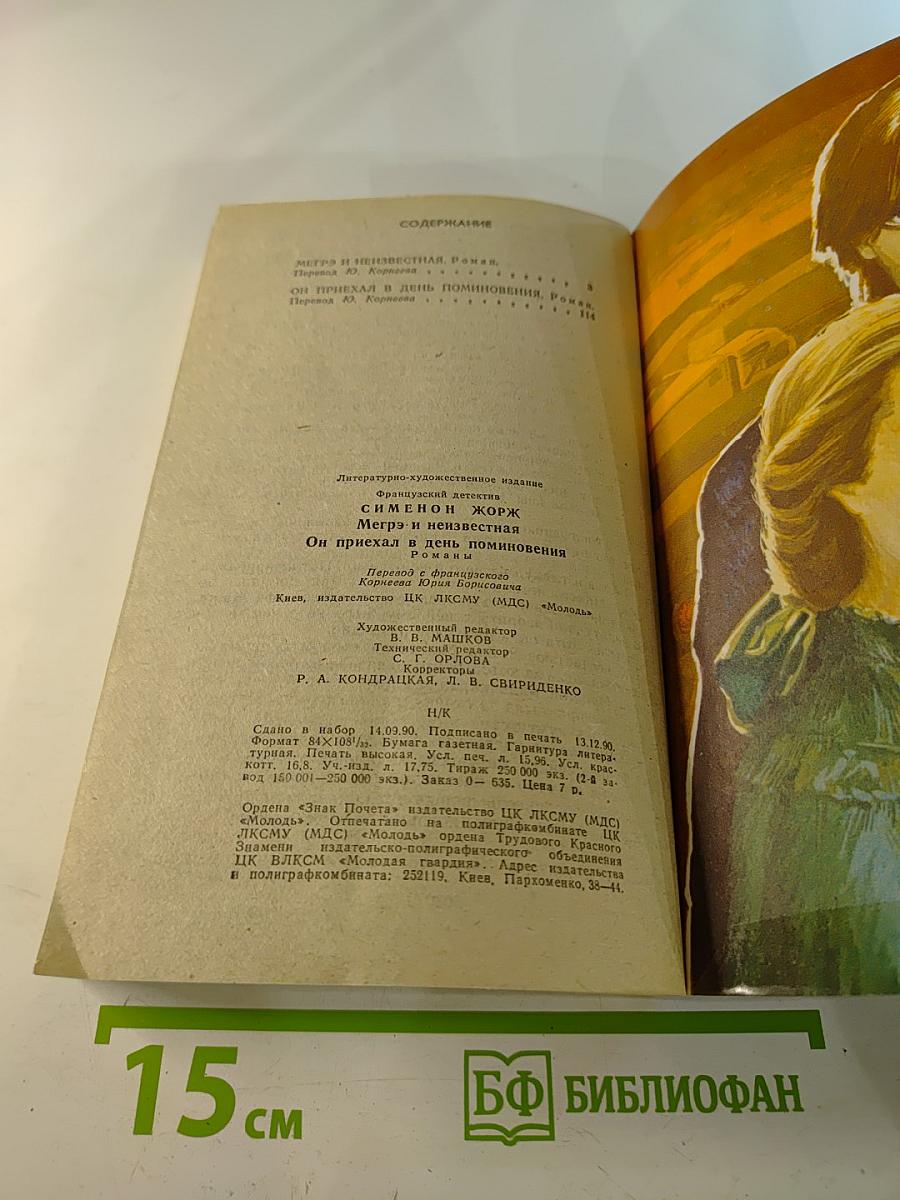 СОДЕРЖАНИЕ
МЕГРЭ И НЕИЗВЕСТНАЯ. Роман.
Перевод Ю. Корнеева . . . . . . . . . . . 3
ОН ПРИЕХАЛ В ДЕНЬ ПОМИНОВЕНИЯ. Роман.
Перевод Ю. Корнеева . . . . . . . . . . . 114
Литературно-художественное издание
Французский детектив
СИМЕНОН ЖОРЖ
Мегрэ и неизвестная
Он приехал в день поминовения
Романы
Перевод с французского
Корнеева Юрия Борисовича
Киев, издательство ЦК ЛКСМУ (МДС) «Молодь»
Художественный редактор
В. В. МАШКОВ
Технический редактор
С. Г. ОРЛОВА
Корректоры
Р. А. КОНДРАЦКАЯ, Л. В. СВИРИДЕНКО
Н/К
Сдано в набор 14.09.90. Подписано в печать 13.12.90.
Формат 84×108¹/₃₂. Бумага газетная. Гарнитура литера-
турная. Печать высокая. Усл. печ. л. 15,96. Усл. крас-
котт. 16,8. Уч.-изд. л. 17,75. Тираж 250 000 экз. (2-й за-
вод 150 001—250 000 экз.). Заказ 0— 635. Цена 7 р.
Ордена «Знак Почета» издательство ЦК ЛКСМУ (МДС)
«Молодь». Отпечатано на полиграфкомбинате ЦК
ЛКСМУ (МДС) «Молодь» ордена Трудового Красного
Знамени издательско-полиграфического объединения
ЦК ВЛКСМ «Молодая гвардия». Адрес издательства
и полиграфкомбината: 252119, Киев, Пархоменко, 38—44.
15 см
БФ БИБЛИОФАН